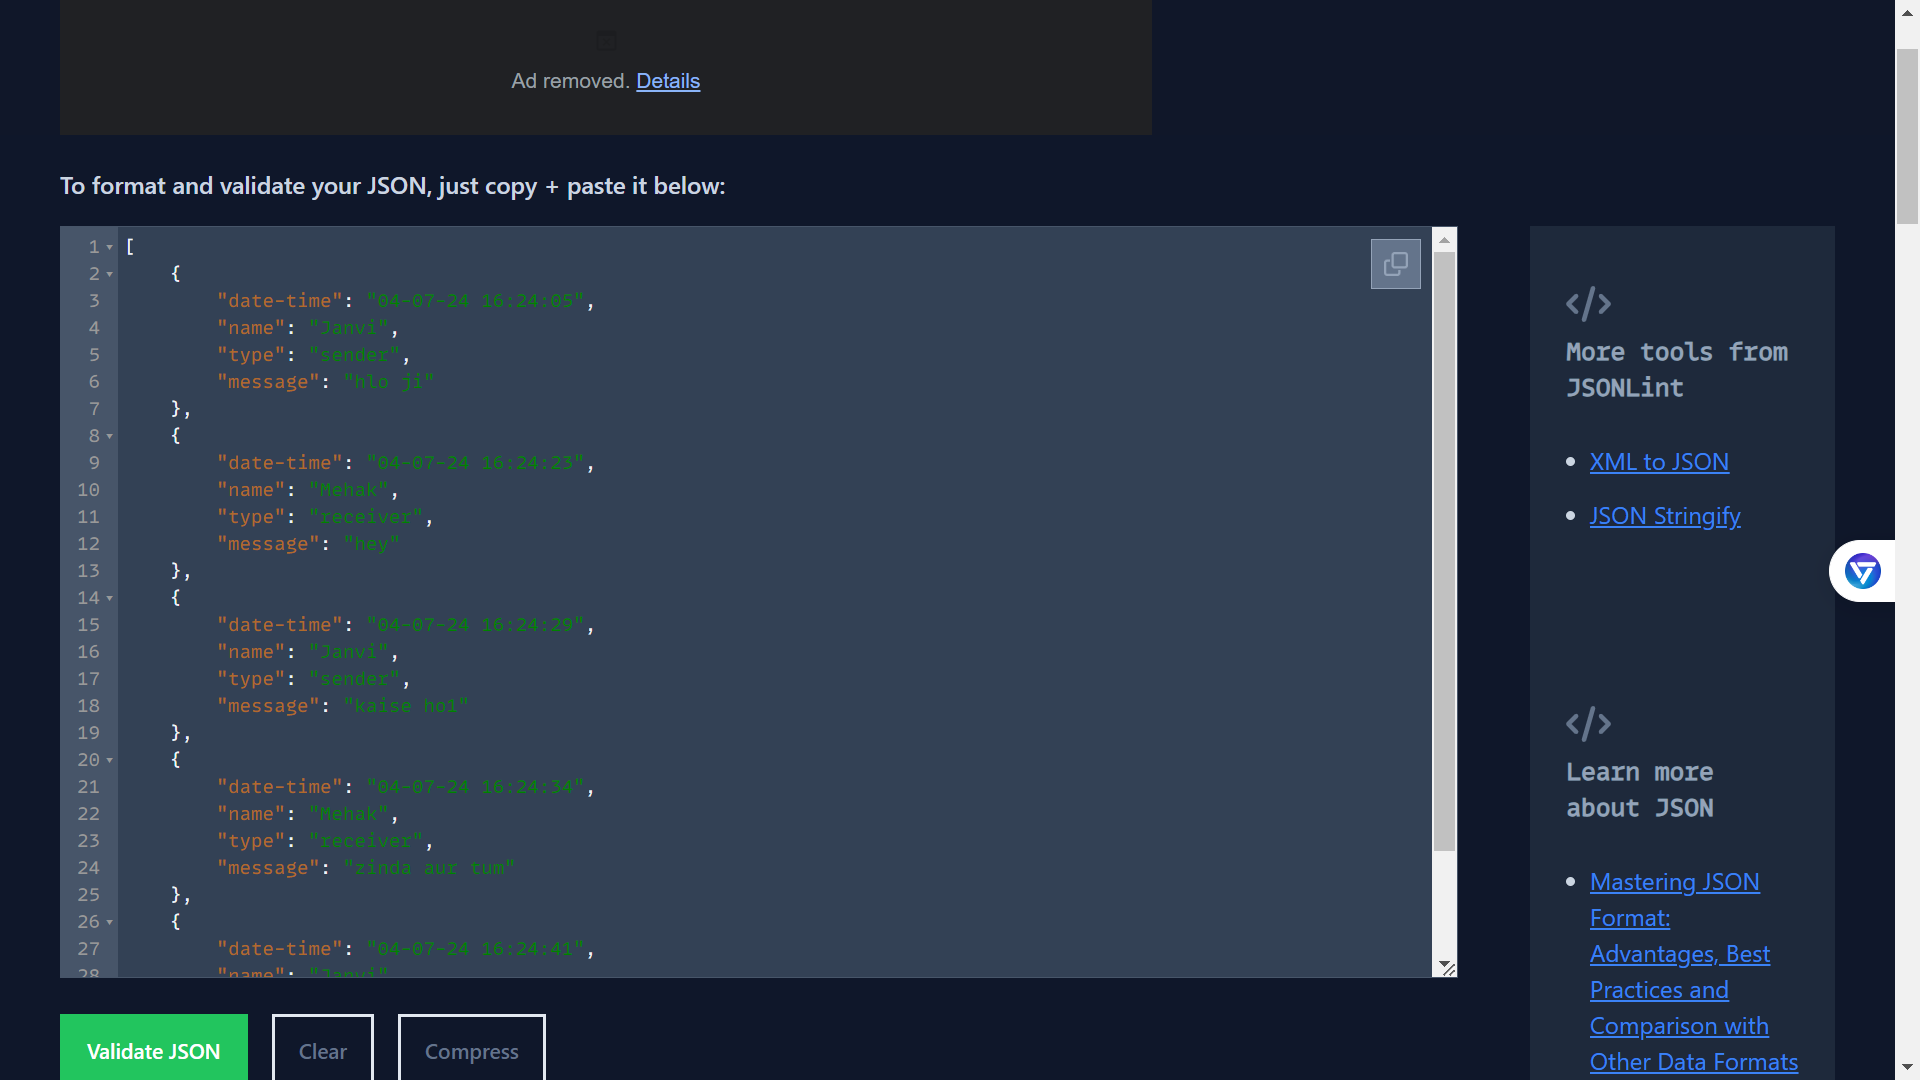 Ad removed. Details
To format and validate your JSON, just copy + paste it below:
1 [
2 {
3 "date-time": "04-07-24 16:24:05",
4 "name": "Janvi",
5 "type": "sender",
6 "message": "hlo ji"
7 },
8 {
9 "date-time": "04-07-24 16:24:23",
10 "name": "Mehak",
11 "type": "receiver",
12 "message": "hey"
13 },
14 {
15 "date-time": "04-07-24 16:24:29",
16 "name": "Janvi",
17 "type": "sender",
18 "message": "kaise ho1"
19 },
20 {
21 "date-time": "04-07-24 16:24:34",
22 "name": "Mehak",
23 "type": "receiver",
24 "message": "zinda aur tum"
25 },
26 {
27 "date-time": "04-07-24 16:24:41",
28 "name": "Janvi"
Validate JSON
Clear
Compress
</>
More tools from
JSONLint
• XML to JSON
• JSON Stringify
</>
Learn more
about JSON
• Mastering JSON
Format:
Advantages, Best
Practices and
Comparison with
Other Data Formats